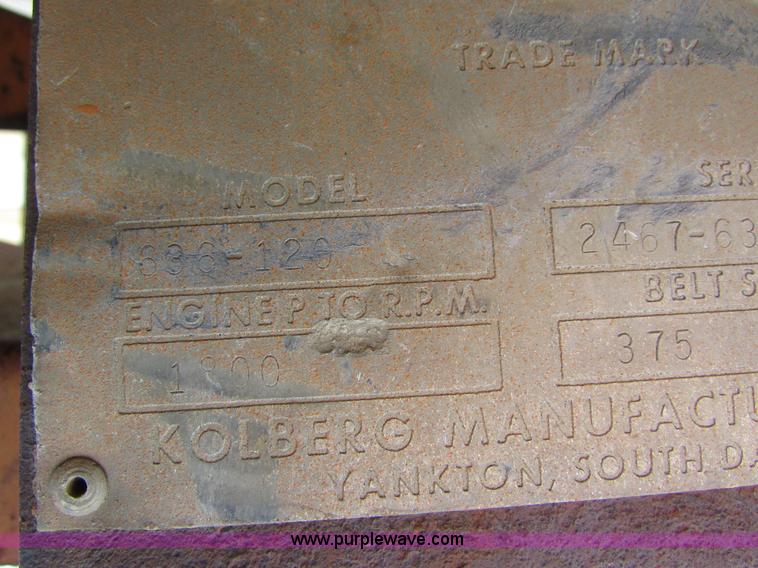 TRADE MARK
MODEL SER
636-120 2467-63
ENGINE P TO R.P.M. BELT S
1800 375
KOLBERG MANUFACTU
YANKTON, SOUTH DA
www.purplewave.com